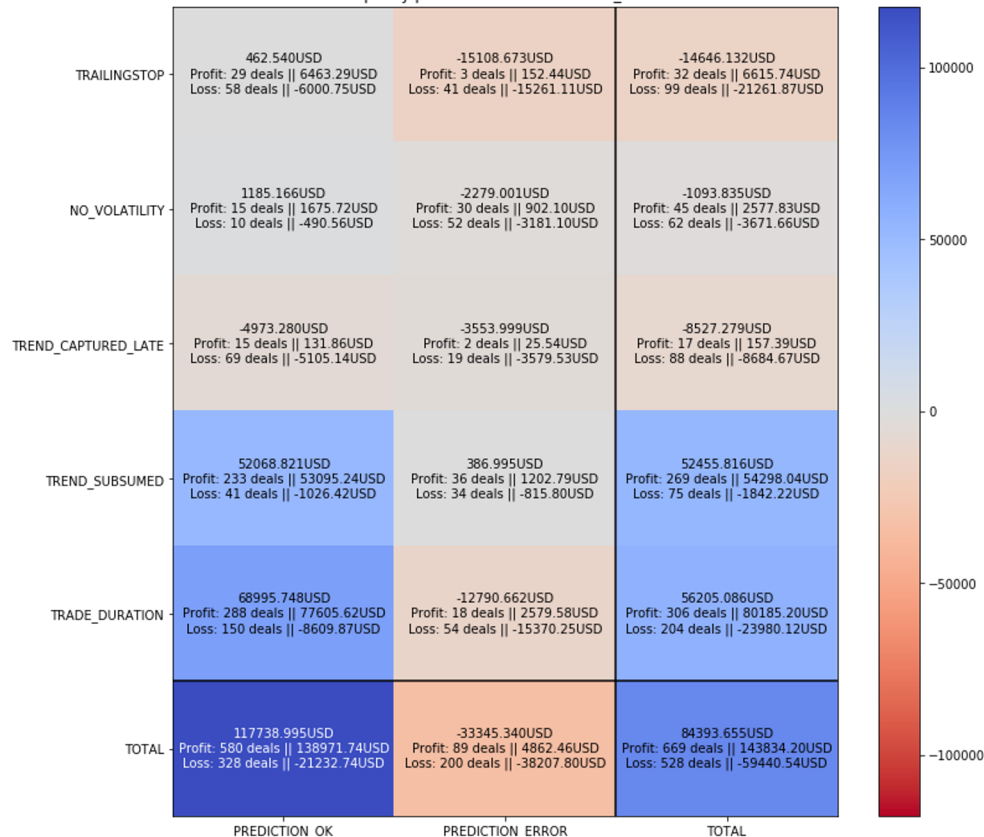 TRAILINGSTOP
462.540USD
Profit: 29 deals || 6463.29USD
Loss: 58 deals || -6000.75USD
-15108.673USD
Profit: 3 deals || 152.44USD
Loss: 41 deals || -15261.11USD
-14646.132USD
Profit: 32 deals || 6615.74USD
Loss: 99 deals || -21261.87USD
NO_VOLATILITY
1185.166USD
Profit: 15 deals || 1675.72USD
Loss: 10 deals || -490.56USD
-2279.001USD
Profit: 30 deals || 902.10USD
Loss: 52 deals || -3181.10USD
-1093.835USD
Profit: 45 deals || 2577.83USD
Loss: 62 deals || -3671.66USD
TREND_CAPTURED_LATE
-4973.280USD
Profit: 15 deals || 131.86USD
Loss: 69 deals || -5105.14USD
-3553.999USD
Profit: 2 deals || 25.54USD
Loss: 19 deals || -3579.53USD
-8527.279USD
Profit: 17 deals || 157.39USD
Loss: 88 deals || -8684.67USD
TREND_SUBSUMED
52068.821USD
Profit: 233 deals || 53095.24USD
Loss: 41 deals || -1026.42USD
386.995USD
Profit: 36 deals || 1202.79USD
Loss: 34 deals || -815.80USD
52455.816USD
Profit: 269 deals || 54298.04USD
Loss: 75 deals || -1842.22USD
TRADE_DURATION
68995.748USD
Profit: 288 deals || 77605.62USD
Loss: 150 deals || -8609.87USD
-12790.662USD
Profit: 18 deals || 2579.58USD
Loss: 54 deals || -15370.25USD
56205.086USD
Profit: 306 deals || 80185.20USD
Loss: 204 deals || -23980.12USD
TOTAL
117738.995USD
Profit: 580 deals || 138971.74USD
Loss: 328 deals || -21232.74USD
-33345.340USD
Profit: 89 deals || 4862.46USD
Loss: 200 deals || -38207.80USD
84393.655USD
Profit: 669 deals || 143834.20USD
Loss: 528 deals || -59440.54USD
PREDICTION OK
PREDICTION ERROR
TOTAL
100000
50000
0
−50000
−100000